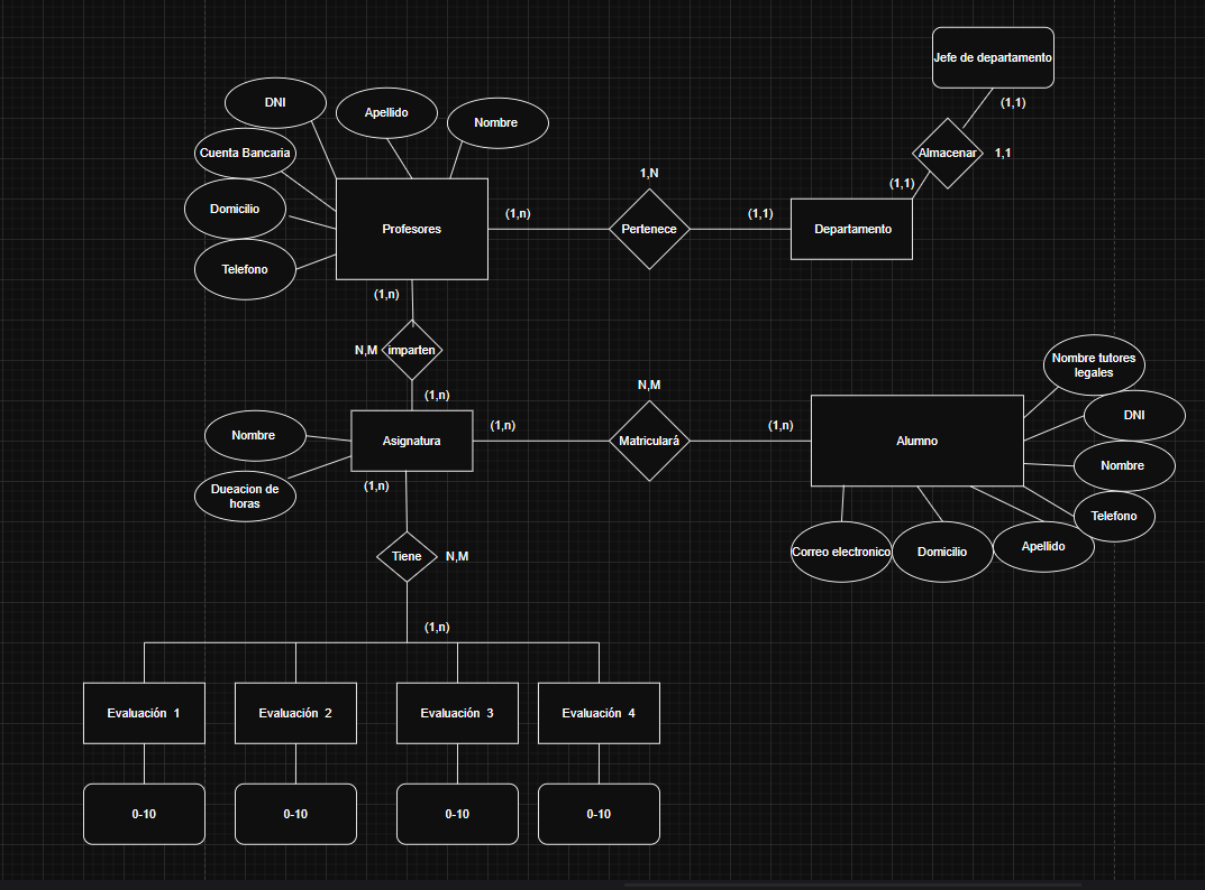 Jefe de departamento
(1,1)
DNI
Apellido
Nombre
Cuenta Bancaria
Almacenar
1,1
(1,1)
1,N
Domicilio
Profesores
(1,n)
Pertenece
(1,1)
Departamento
Telefono
(1,n)
N,M
imparten
(1,n)
Nombre tutores
legales
N,M
DNI
Nombre
Asignatura
(1,n)
Matriculará
(1,n)
Alumno
Nombre
Dueacion de
horas
(1,n)
Telefono
Correo electronico
Domicilio
Apellido
Tiene
N,M
(1,n)
Evaluación 1
Evaluación 2
Evaluación 3
Evaluación 4
0-10
0-10
0-10
0-10